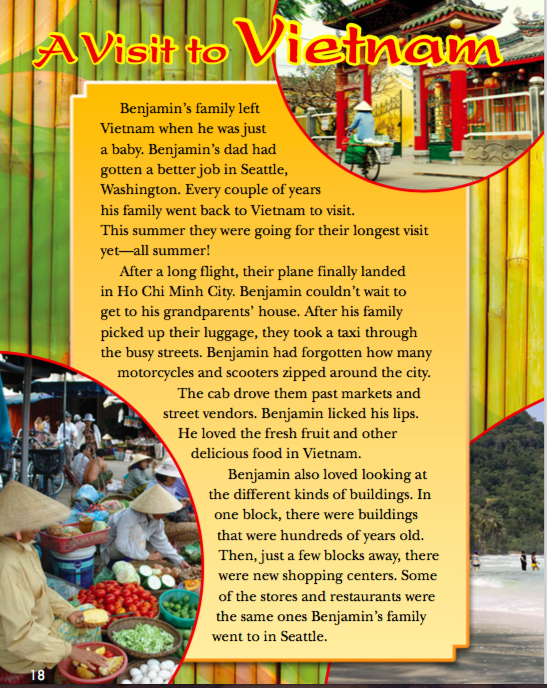 A Visit to Vietnam
Benjamin's family left
Vietnam when he was just
a baby. Benjamin's dad had
gotten a better job in Seattle,
Washington. Every couple of years
his family went back to Vietnam to visit.
This summer they were going for their longest visit
yet—all summer!
After a long flight, their plane finally landed
in Ho Chi Minh City. Benjamin couldn't wait to
get to his grandparents' house. After his family
picked up their luggage, they took a taxi through
the busy streets. Benjamin had forgotten how many
motorcycles and scooters zipped around the city.
The cab drove them past markets and
street vendors. Benjamin licked his lips.
He loved the fresh fruit and other
delicious food in Vietnam.
Benjamin also loved looking at
the different kinds of buildings. In
one block, there were buildings
that were hundreds of years old.
Then, just a few blocks away, there
were new shopping centers. Some
of the stores and restaurants were
the same ones Benjamin's family
went to in Seattle.
18